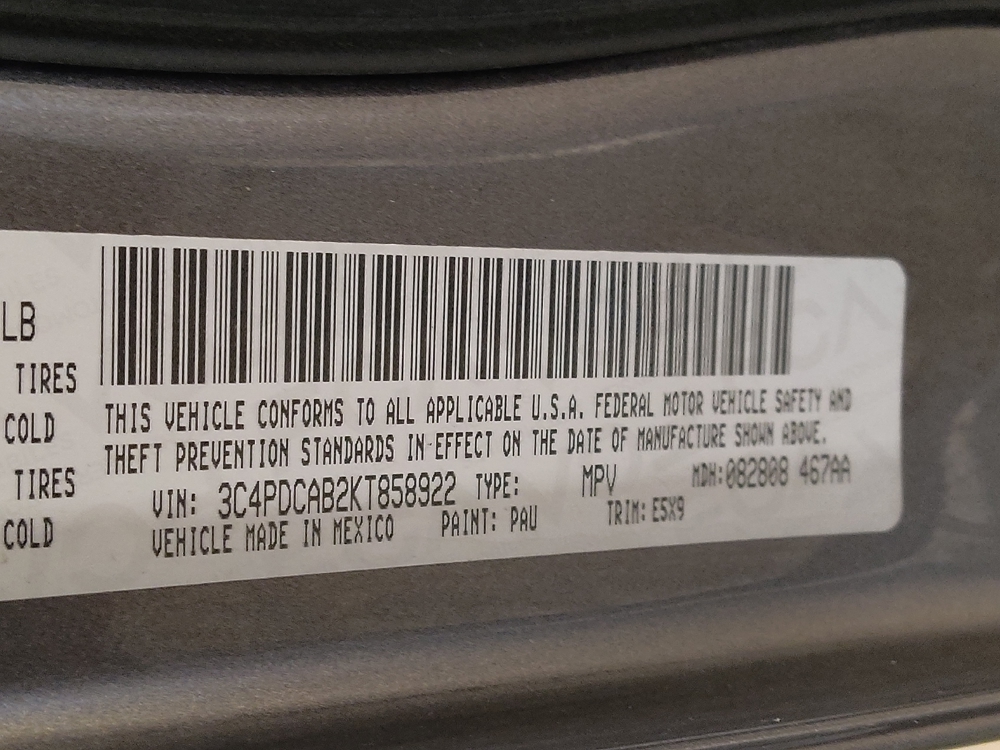 LB
TIRES
COLD
TIRES
COLD
THIS VEHICLE CONFORMS TO ALL APPLICABLE U.S.A. FEDERAL MOTOR VEHICLE SAFETY AND
THEFT PREVENTION STANDARDS IN EFFECT ON THE DATE OF MANUFACTURE SHOWN ABOVE.
VIN: 3C4PDCAB2KT858922 TYPE: MPV MDH:082808 467AA
VEHICLE MADE IN MEXICO PAINT: PAU TRIM: E5X9